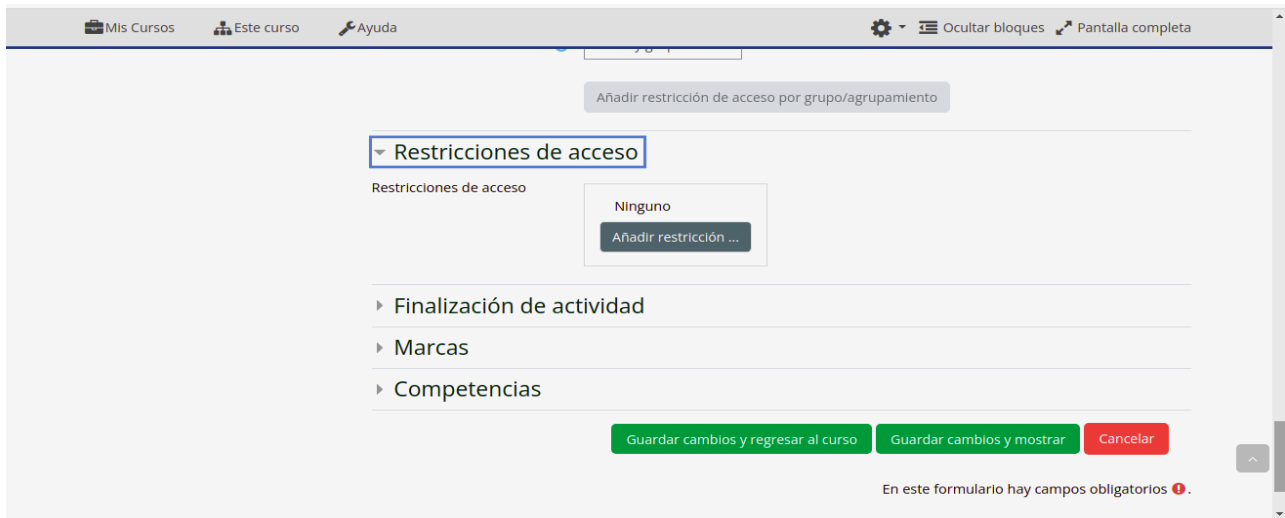 Mis Cursos Este curso Ayuda Ocultar bloques Pantalla completa
Añadir restricción de acceso por grupo/agrupamiento
Restricciones de acceso
Restricciones de acceso
Ninguno
Añadir restricción ...
Finalización de actividad
Marcas
Competencias
Guardar cambios y regresar al curso Guardar cambios y mostrar Cancelar
En este formulario hay campos obligatorios .